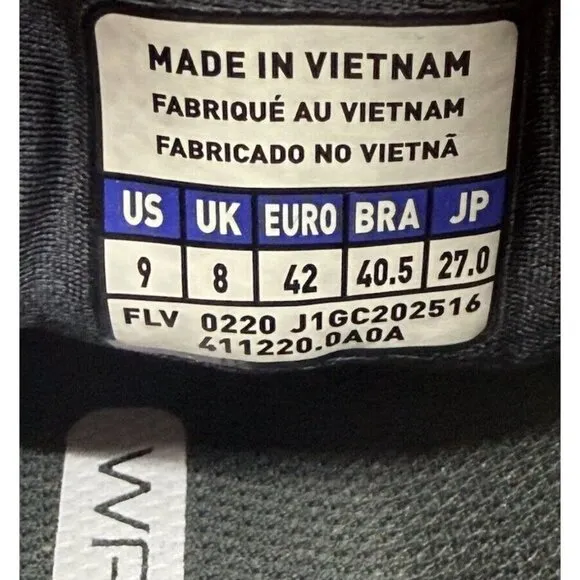 MADE IN VIETNAM
FABRIQUÉ AU VIETNAM
FABRICADO NO VIETNÃ
US UK EURO BRA JP
9 8 42 40.5 27.0
FLV 0220 J1GC202516
411220.0A0A